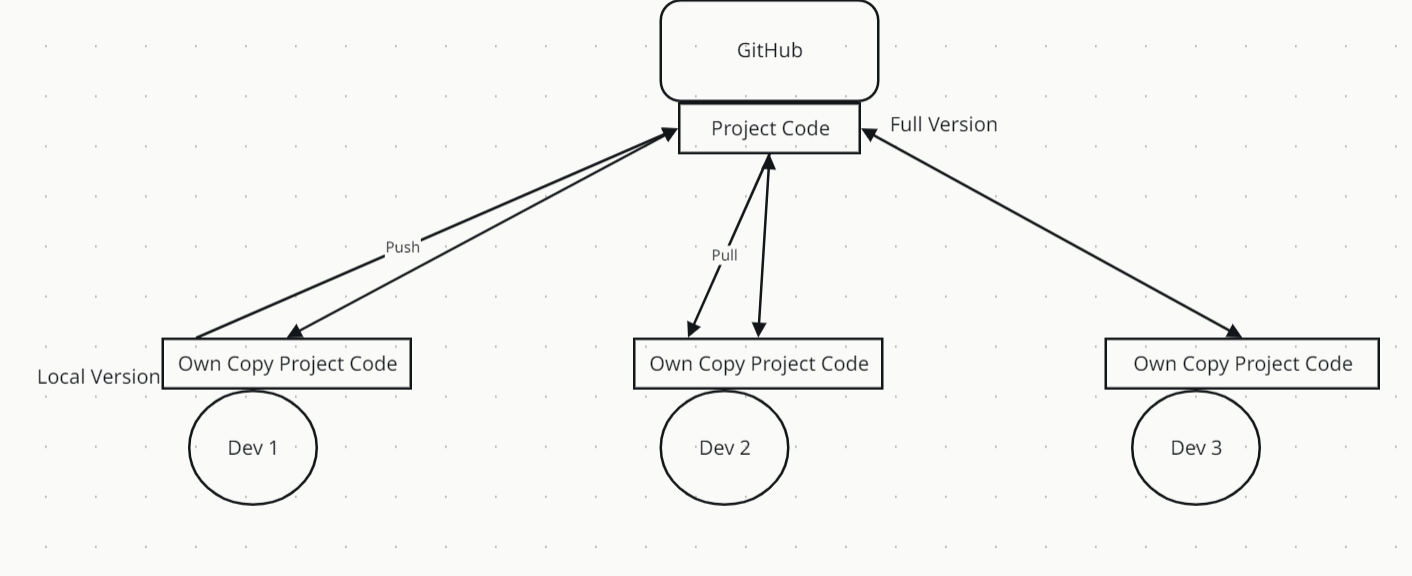 GitHub
Project Code
Full Version
Push
Pull
Own Copy Project Code
Own Copy Project Code
Own Copy Project Code
Local Version
Dev 1
Dev 2
Dev 3